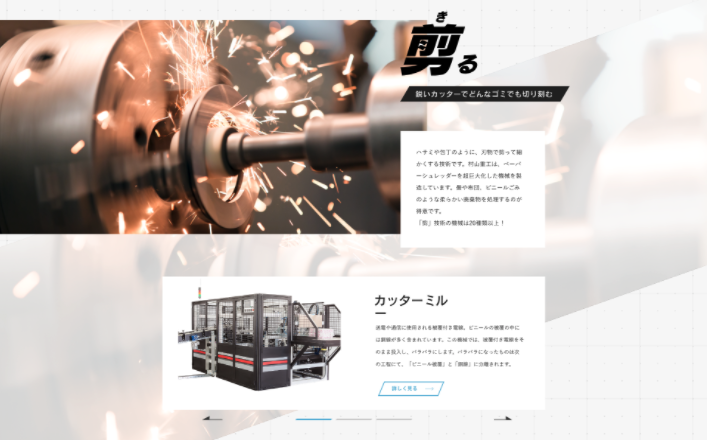 ぎ
剪る
鋭いカッターでどんなゴミでも切り刻む
ハサミや包丁のように、刃物で剪って細
かくする技術です。村山重工は、ペーパ
ーシュレッダーを超巨大化した機械を製
造しています。畳や布団、ビニールごみ
のような柔らかい廃棄物を処理するのが
得意です。
「剪」技術の機械は20種類以上！
カッターミル
送電や通信に使用される被覆付き電線。ビニールの被覆の中に
は銅線が多く含まれています。この機械では、被覆付き電線をそ
のまま投入し、バラバラにします。バラバラになったものは次
の工程にて、「ビニール被覆」と「銅線」に分離されます。
詳しく見る